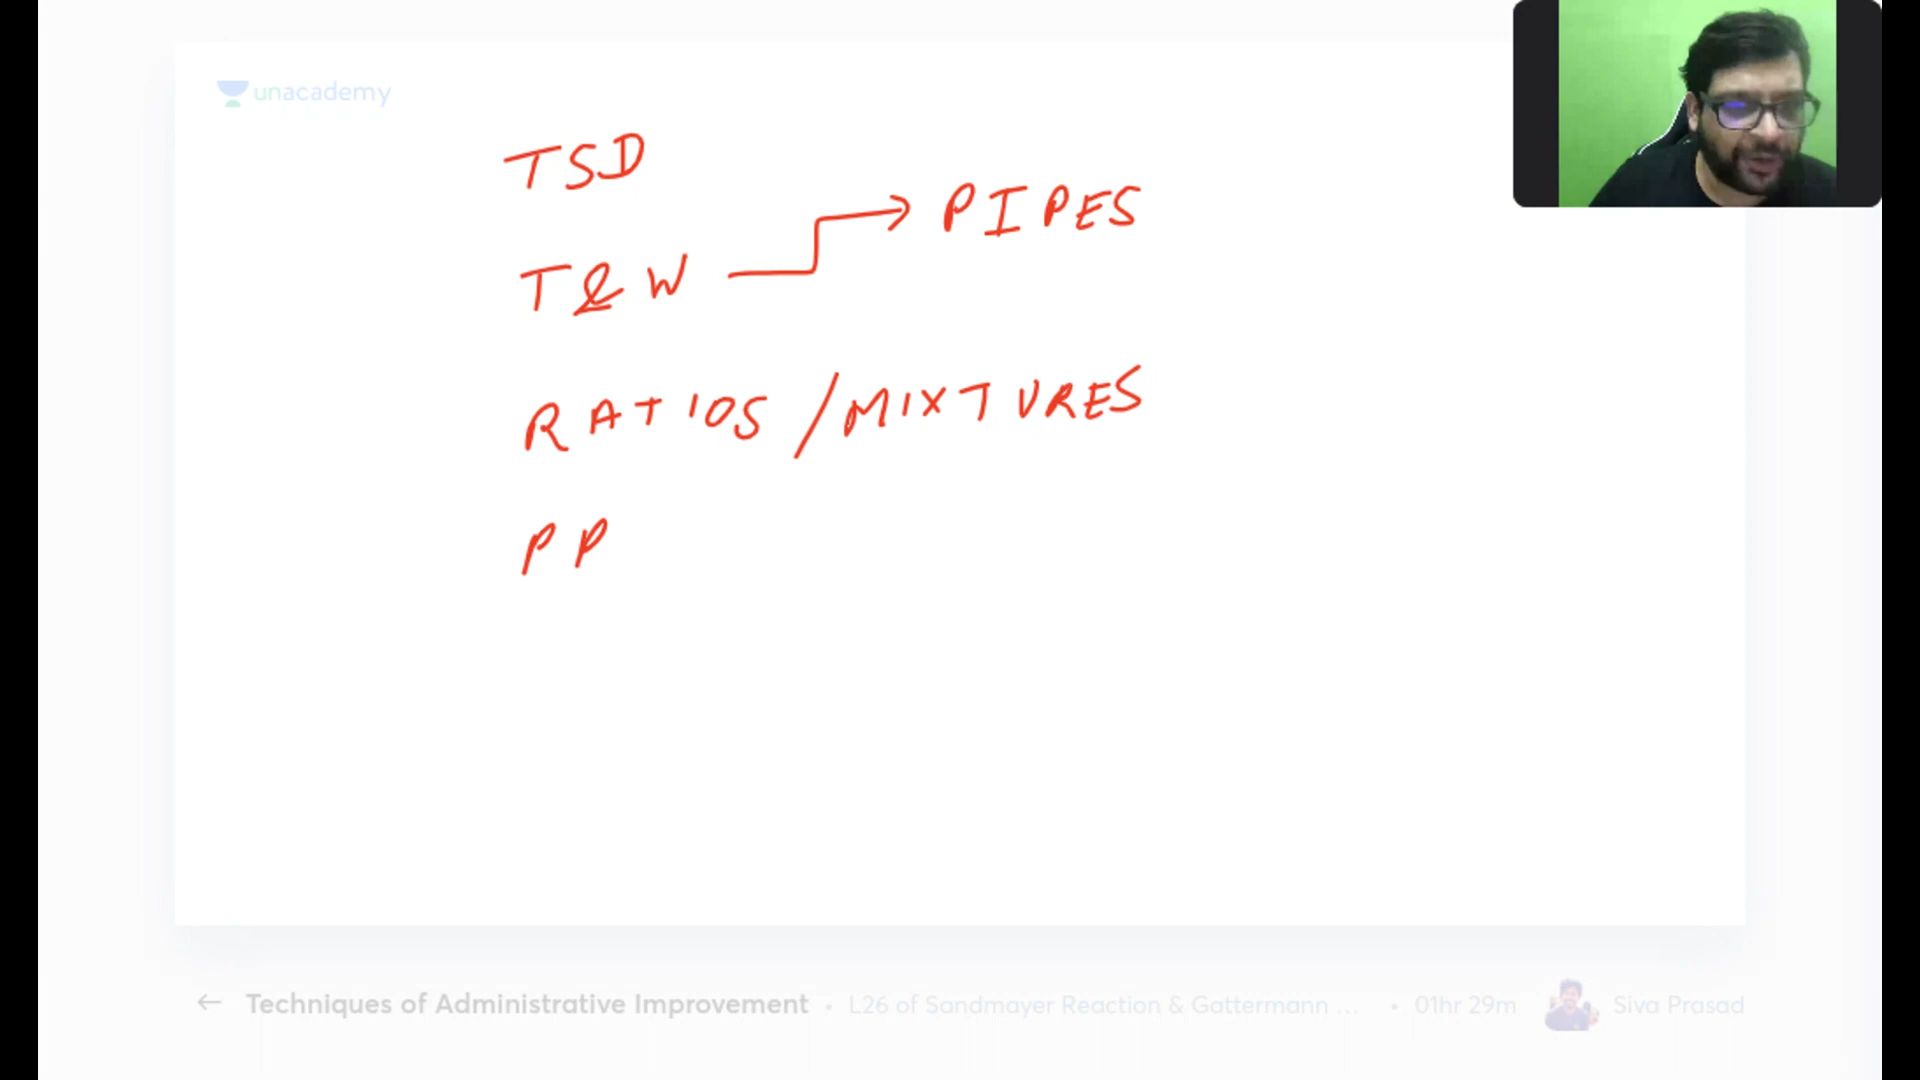 unacademy
TSD
T&W → PIPES
RATIOS/MIXTURES
PP
← Techniques of Administrative Improvement • L26 of Sandmayer Reaction & Gattermann ... • 01hr 29m Siva Prasad